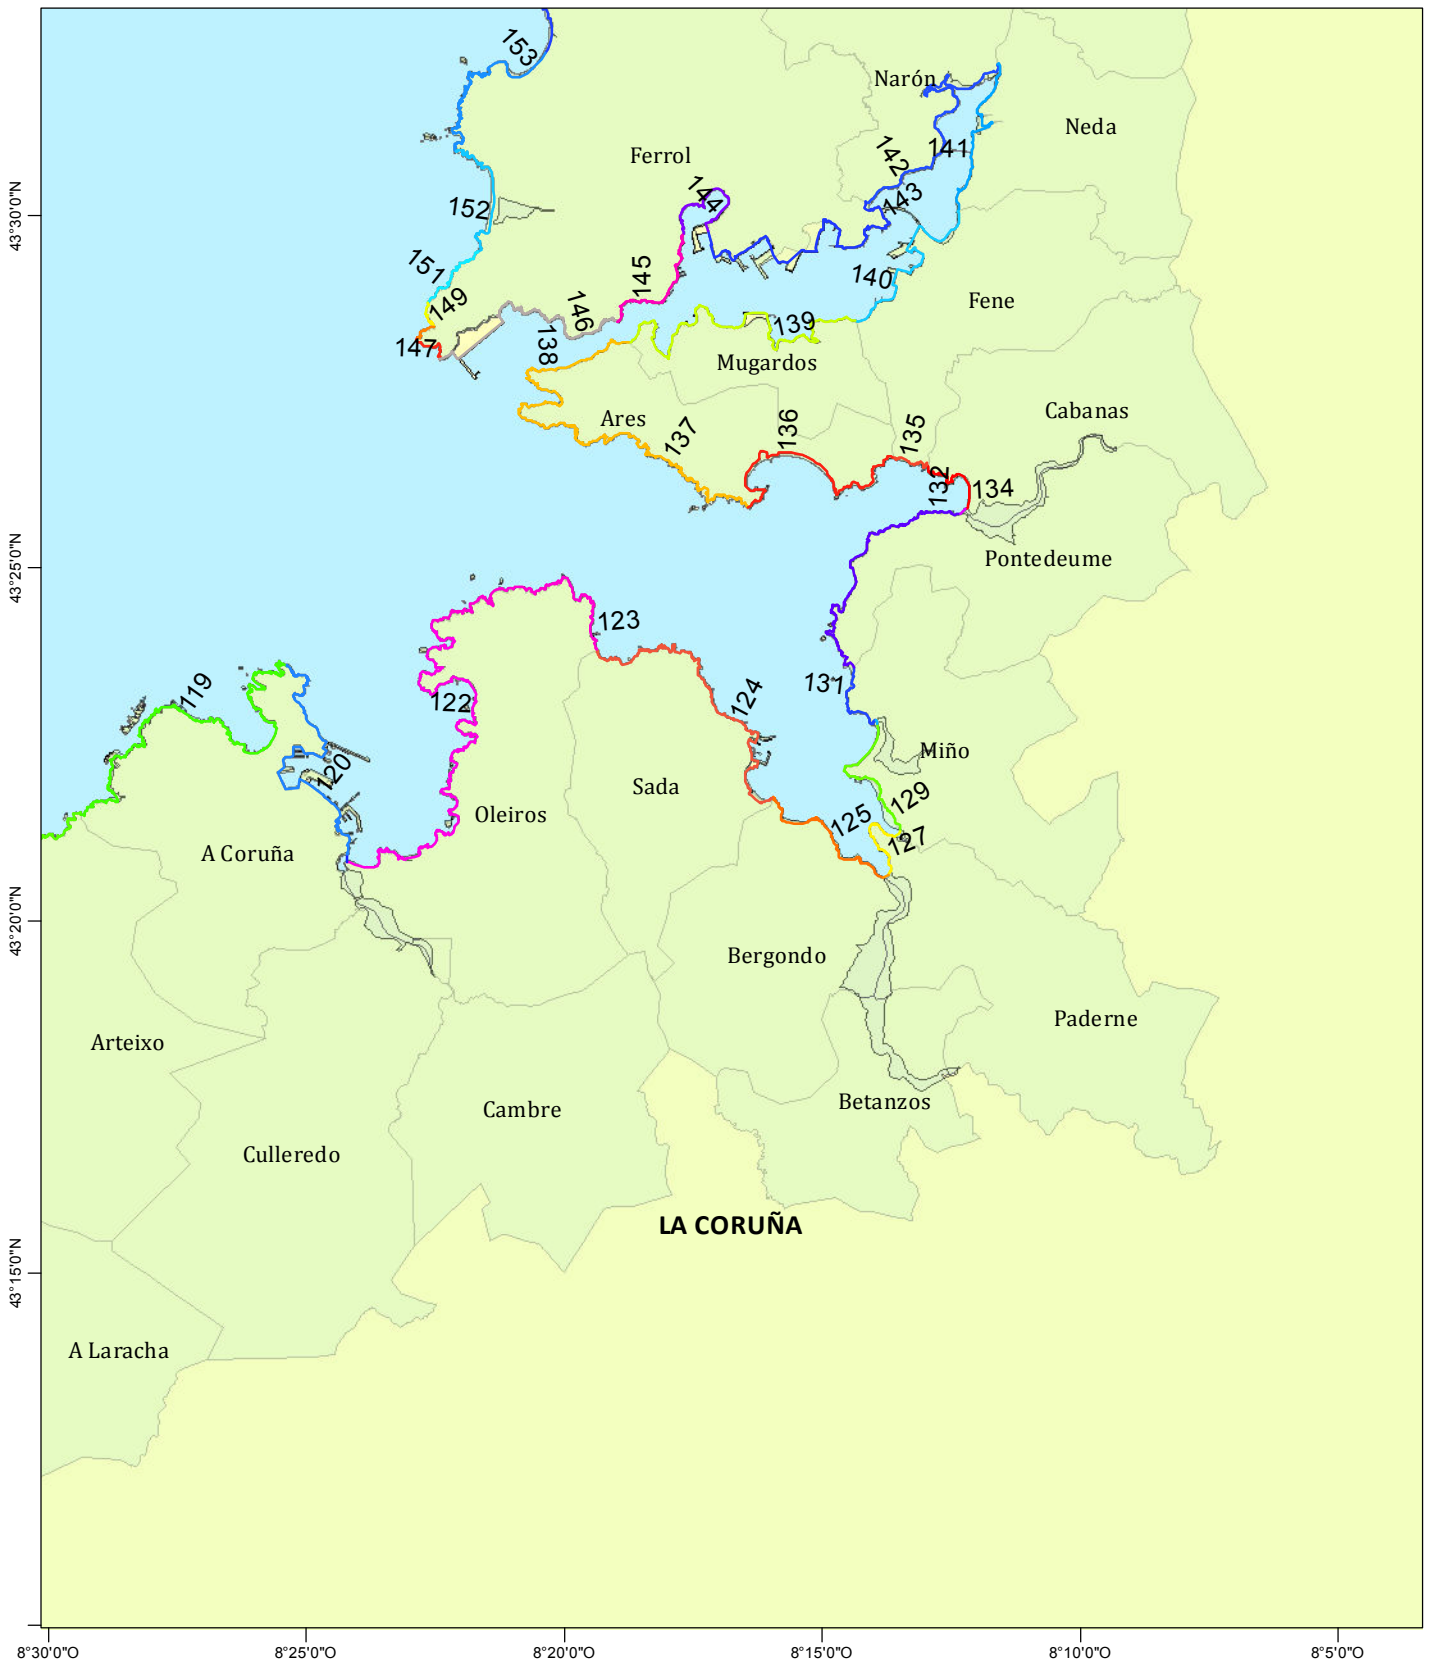 153
Narón
Neda
141
142
Ferrol
143
144
43°30'0"N
152
151
145
140
149
146
139
Fene
147
138
Mugardos
Ares
137
136
135
Cabanas
132
134
43°25'0"N
Pontedeume
123
119
122
124
131
Miño
120
Sada
129
Oleiros
125
127
A Coruña
43°20'0"N
Bergondo
Paderne
Arteixo
Cambre
Betanzos
Culleredo
LA CORUÑA
43°15'0"N
A Laracha
8°30'0"O
8°25'0"O
8°20'0"O
8°15'0"O
8°10'0"O
8°5'0"O